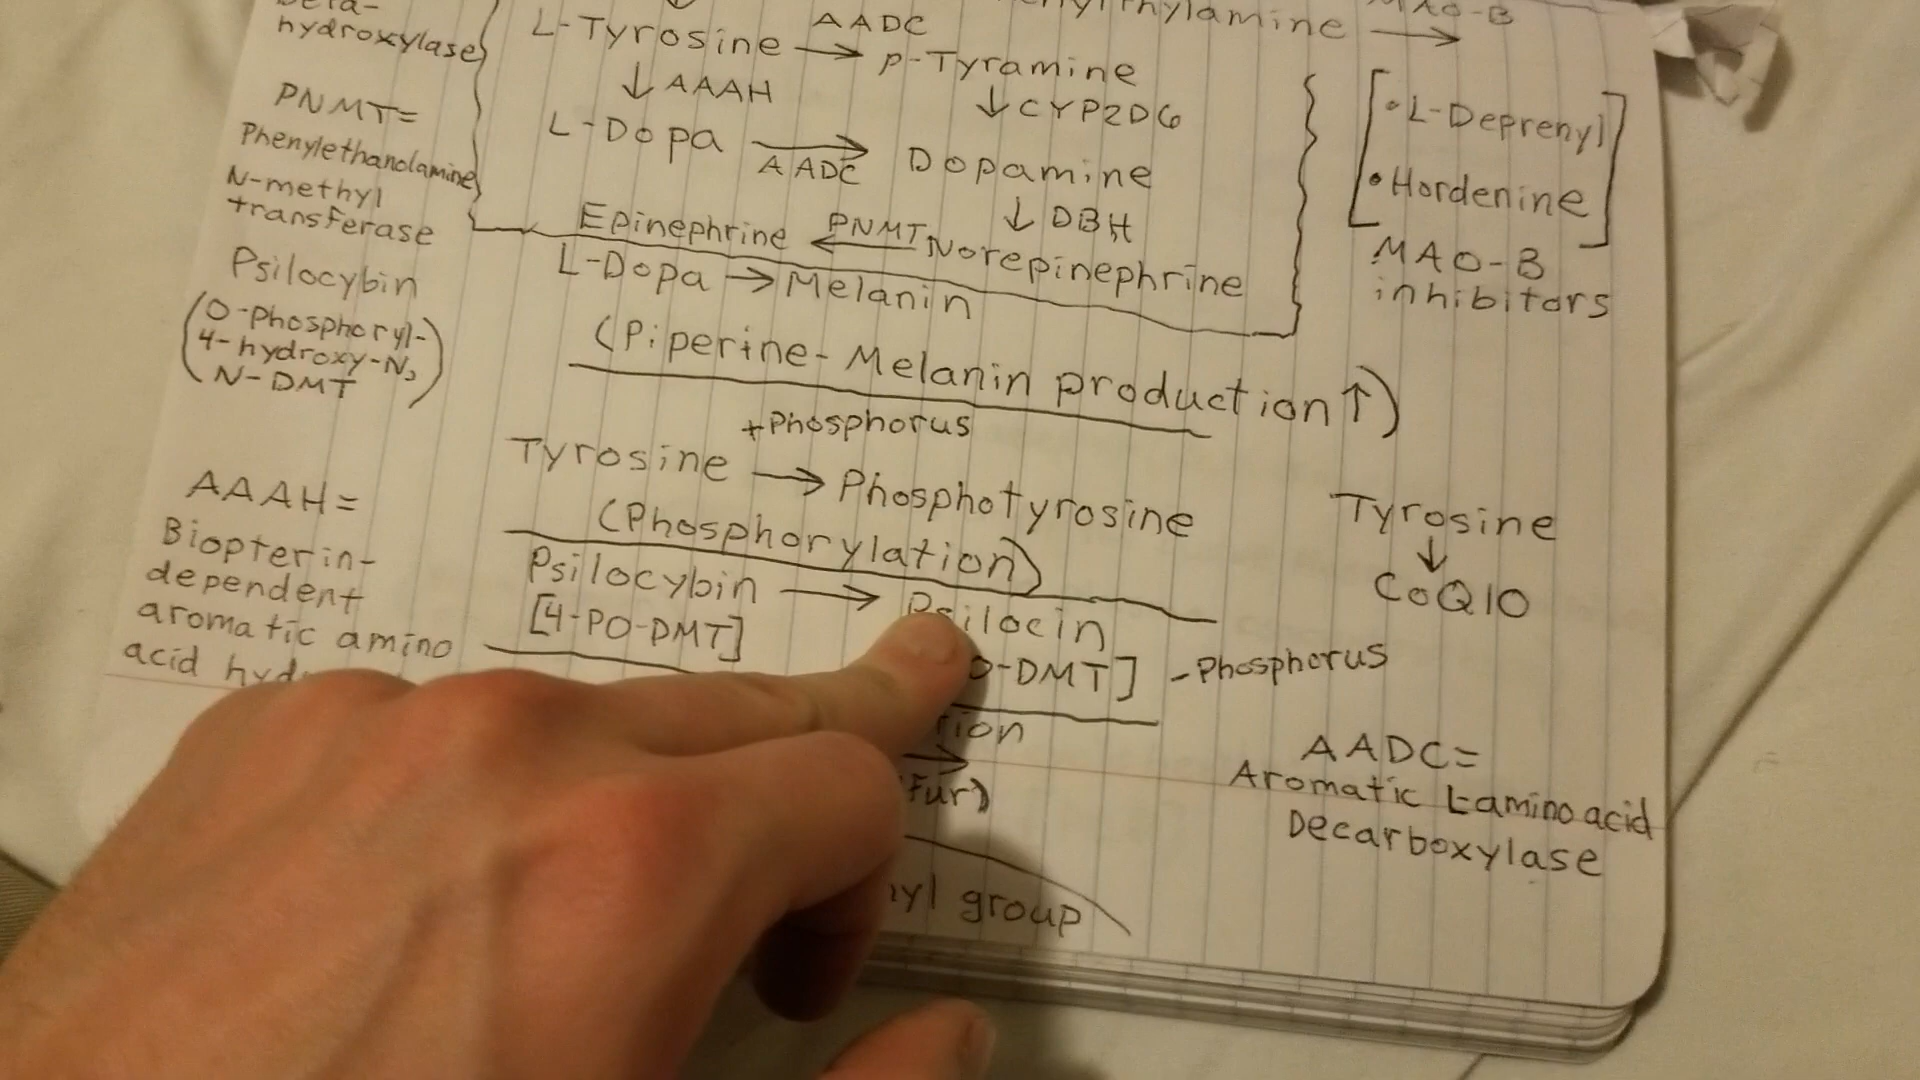 hydroxylase
PNMT=
Phenylethanolamine
N-methyl
transferase
Psilocybin
(O-phosphoryl-
4-hydroxy-N,
N-DMT)
AAAH=
Biopterin-
dependent
aromatic amino
acid
MAO-B
L-Tyrosine → AADC p-Tyramine
↓ AAAH ↓ CYP2D6
L-Dopa → AADC Dopamine
↓ DBH
Epinephrine ← PNMT Norepinephrine
L-Dopa → Melanin
(Piperine-Melanin production ↑)
+Phosphorus
Tyrosine → Phosphotyrosine
(Phosphorylation)
Psilocybin → Psilocin
[4-PO-DMT] O-DMT] -Phosphorus
group
[•L-Deprenyl
•Hordenine]
MAO-B
inhibitors
Tyrosine
↓
CoQ10
AADC=
Aromatic L-amino acid
Decarboxylase